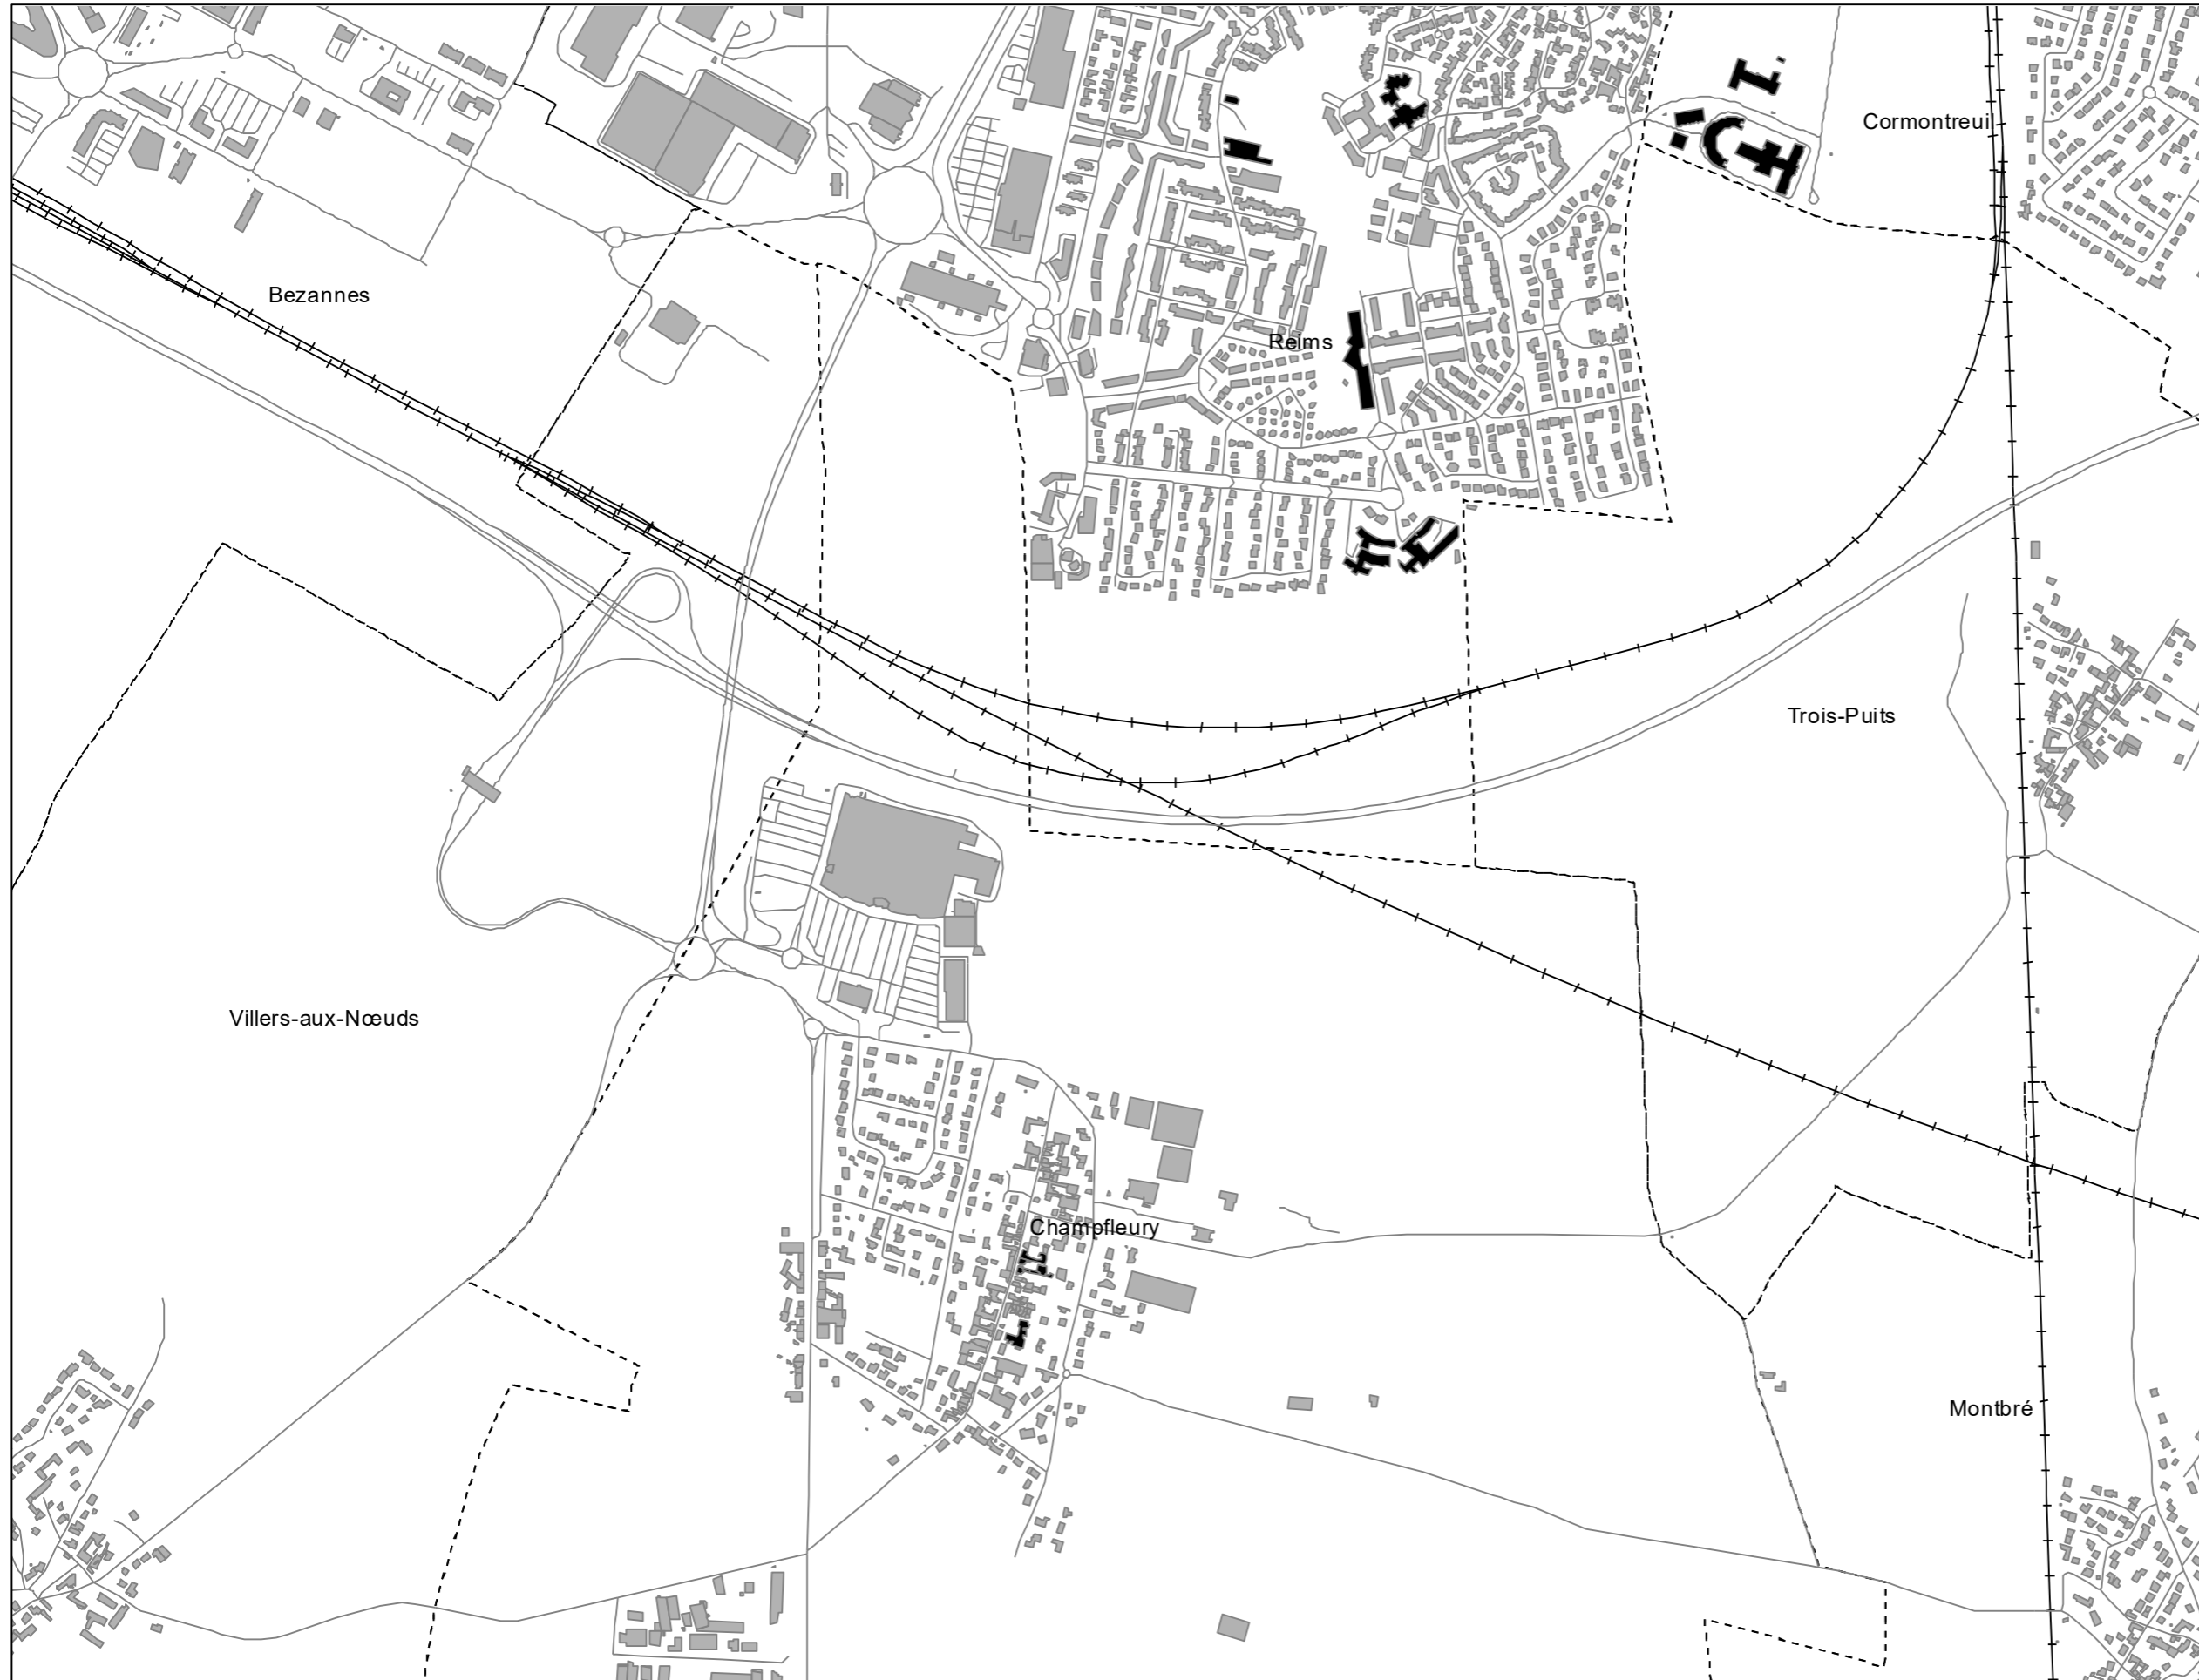 Cormontreuil
Bezannes
Reims
Trois-Puits
Villers-aux-Nœuds
Champfleury
Montbré